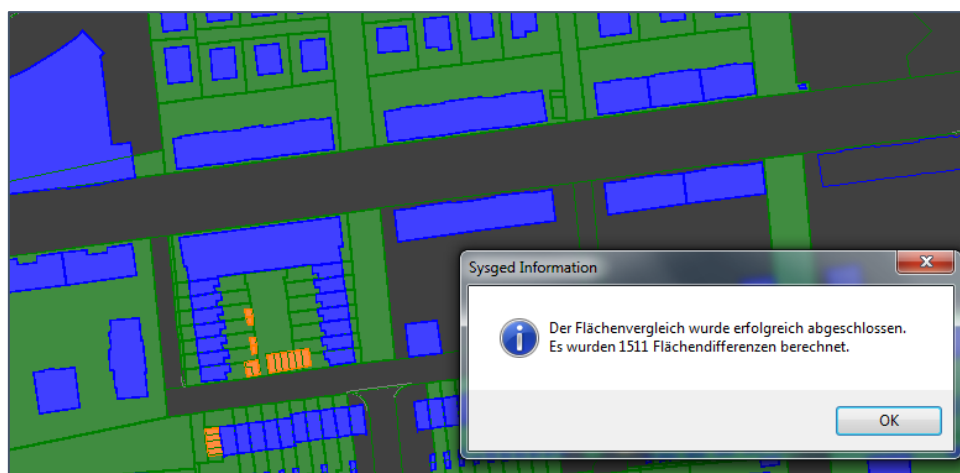 Sysged Information
Der Flächenvergleich wurde erfolgreich abgeschlossen.
Es wurden 1511 Flächendifferenzen berechnet.
OK